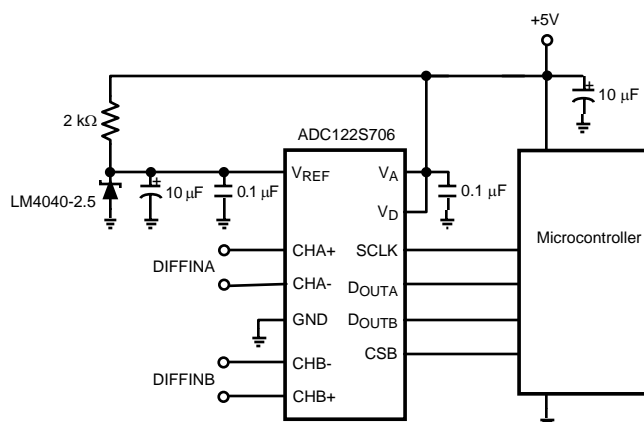 +5V
10 μF
2 kΩ
ADC122S706
LM4040-2.5
10 μF
0.1 μF
VREF
VA
0.1 μF
VD
Microcontroller
DIFFINA
CHA+
SCLK
CHA-
DOUTA
GND
DOUTB
DIFFINB
CHB-
CSB
CHB+